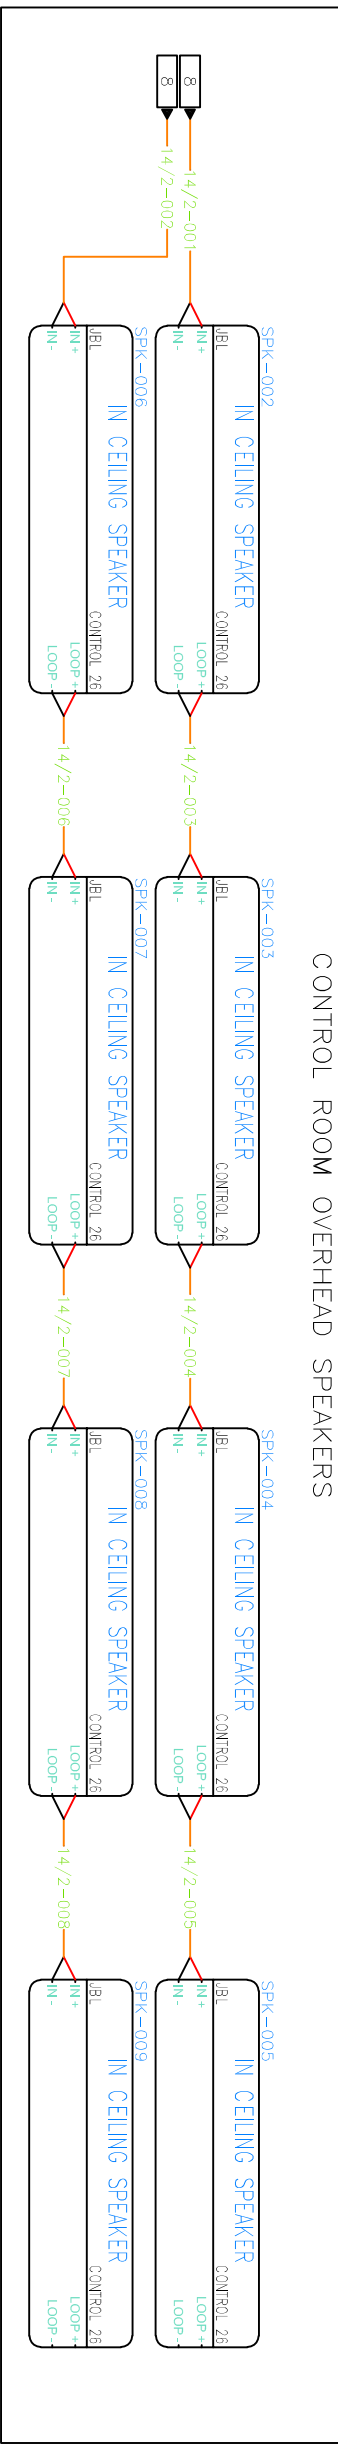 CONTROL ROOM OVERHEAD SPEAKERS
8
14/2-001
SPK-002
JBL
IN CEILING SPEAKER
CONTROL 26
IN +
IN -
LOOP +
LOOP -
14/2-003
SPK-003
JBL
IN CEILING SPEAKER
CONTROL 26
IN +
IN -
LOOP +
LOOP -
14/2-004
SPK-004
JBL
IN CEILING SPEAKER
CONTROL 26
IN +
IN -
LOOP +
LOOP -
14/2-005
SPK-005
JBL
IN CEILING SPEAKER
CONTROL 26
IN +
IN -
LOOP +
LOOP -
8
14/2-002
SPK-006
JBL
IN CEILING SPEAKER
CONTROL 26
IN +
IN -
LOOP +
LOOP -
14/2-006
SPK-007
JBL
IN CEILING SPEAKER
CONTROL 26
IN +
IN -
LOOP +
LOOP -
14/2-007
SPK-008
JBL
IN CEILING SPEAKER
CONTROL 26
IN +
IN -
LOOP +
LOOP -
14/2-008
SPK-009
JBL
IN CEILING SPEAKER
CONTROL 26
IN +
IN -
LOOP +
LOOP -